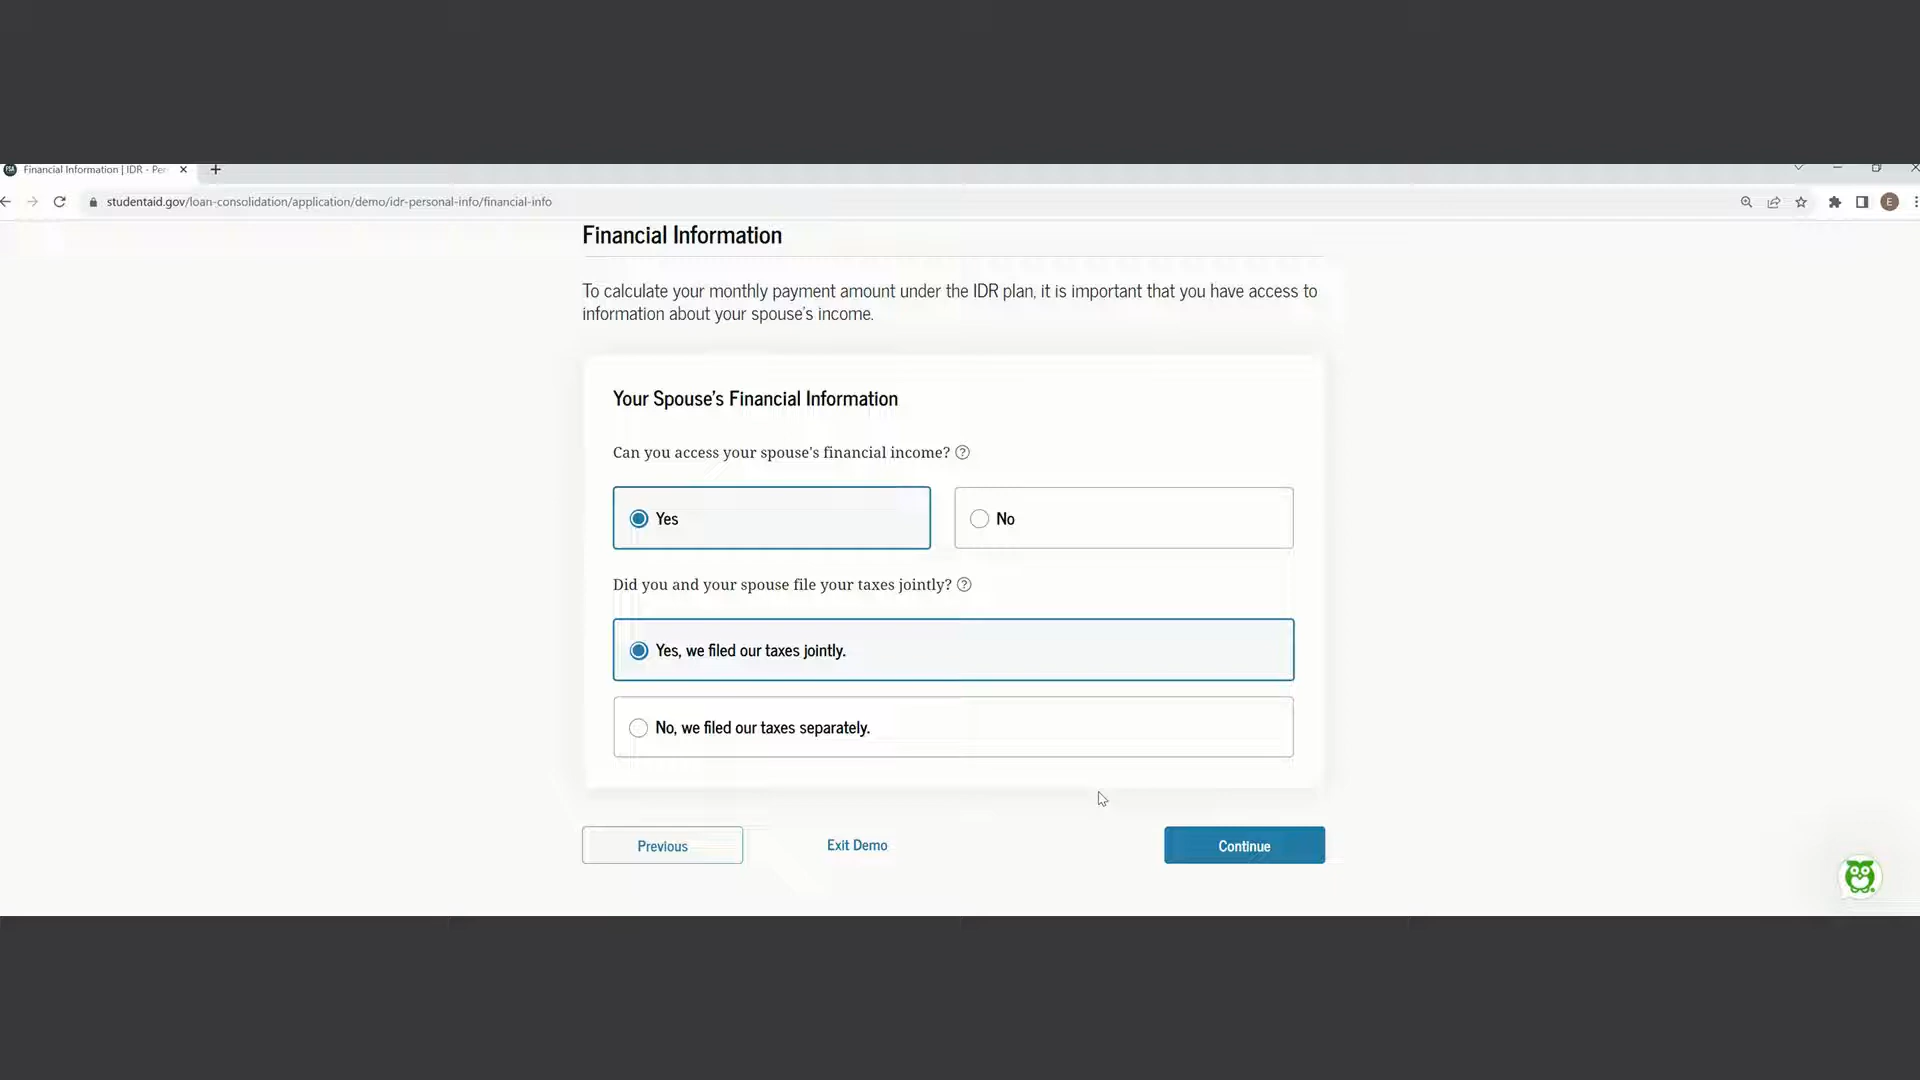 Financial Information | IDR - Per
studentaid.gov/loan-consolidation/application/demo/idr-personal-info/financial-info
E
Financial Information
To calculate your monthly payment amount under the IDR plan, it is important that you have access to
information about your spouse's income.
Your Spouse's Financial Information
Can you access your spouse's financial income? ?
Yes
No
Did you and your spouse file your taxes jointly? ?
Yes, we filed our taxes jointly.
No, we filed our taxes separately.
Previous
Exit Demo
Continue